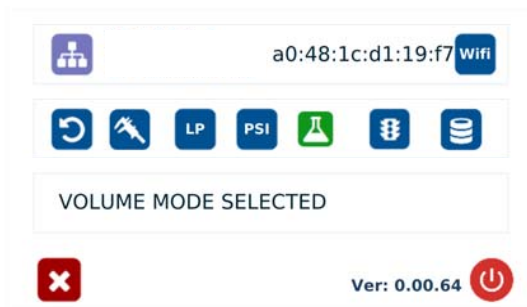 a0:48:1c:d1:19:f7 Wifi
LP PSI
VOLUME MODE SELECTED
Ver: 0.00.64